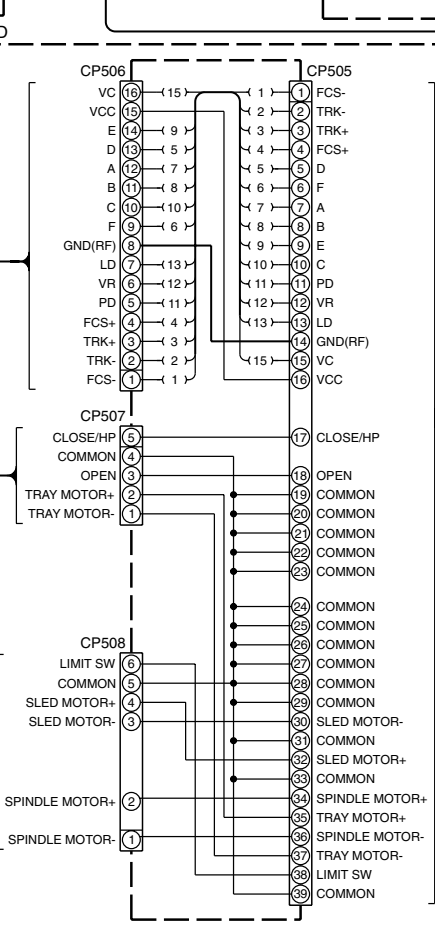 D
CP506 CP505
VC 16 15 1 1 FCS-
VCC 15 2 2 TRK-
E 14 9 3 3 TRK+
D 13 5 4 4 FCS+
A 12 7 5 5 D
B 11 8 6 6 F
C 10 10 7 7 A
F 9 6 8 8 B
GND(RF) 8 9 9 E
LD 7 13 10 10 C
VR 6 12 11 11 PD
PD 5 11 12 12 VR
FCS+ 4 4 13 13 LD
TRK+ 3 3 14 GND(RF)
TRK- 2 2 15 15 VC
FCS- 1 1 16 VCC
CP507
CLOSE/HP 5 17 CLOSE/HP
COMMON 4
OPEN 3 18 OPEN
TRAY MOTOR+ 2 19 COMMON
TRAY MOTOR- 1 20 COMMON
21 COMMON
22 COMMON
23 COMMON
24 COMMON
25 COMMON
CP508 26 COMMON
LIMIT SW 6 27 COMMON
COMMON 5 28 COMMON
SLED MOTOR+ 4 29 COMMON
SLED MOTOR- 3 30 SLED MOTOR-
31 COMMON
32 SLED MOTOR+
33 COMMON
SPINDLE MOTOR+ 2 34 SPINDLE MOTOR+
35 TRAY MOTOR+
SPINDLE MOTOR- 1 36 SPINDLE MOTOR-
37 TRAY MOTOR-
38 LIMIT SW
39 COMMON